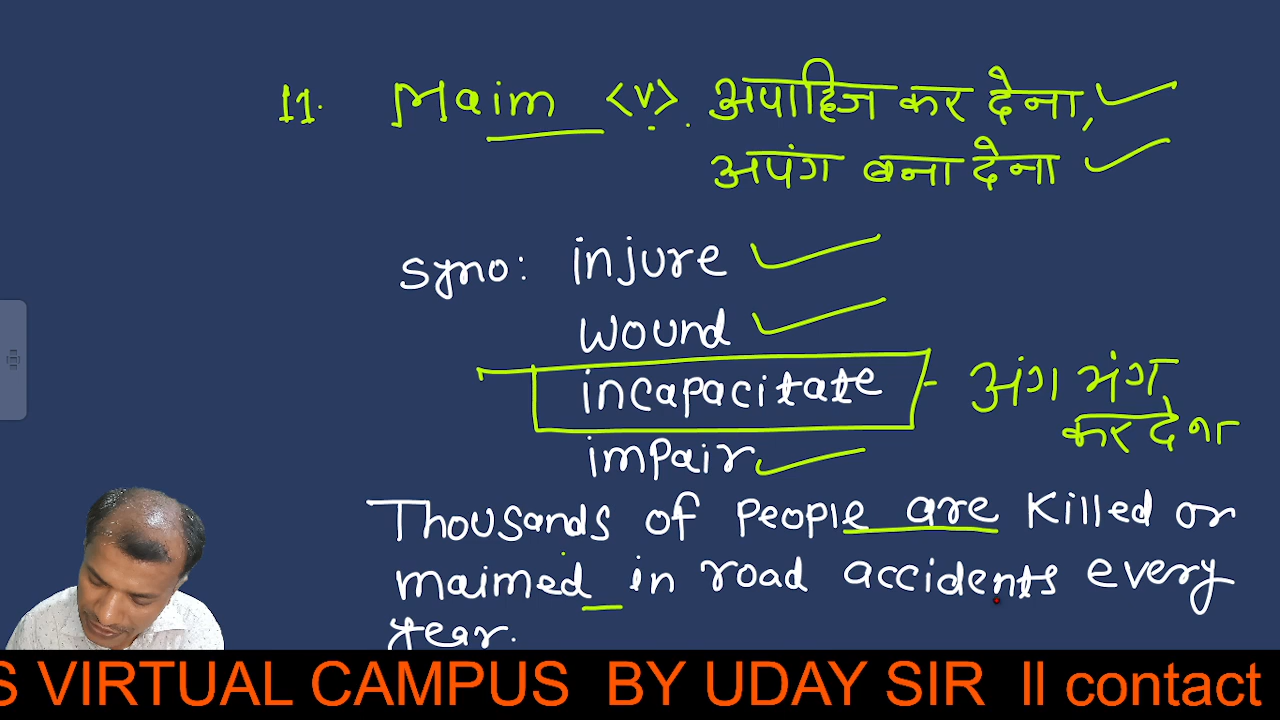 11. Maim <v> अपाहिज कर देना,
अपंग बना देना
Syno: injure
wound
incapacitate - अंग भंग
कर देना
impair
Thousands of people are killed or
maimed in road accidents every
year.
S VIRTUAL CAMPUS BY UDAY SIR ll contact